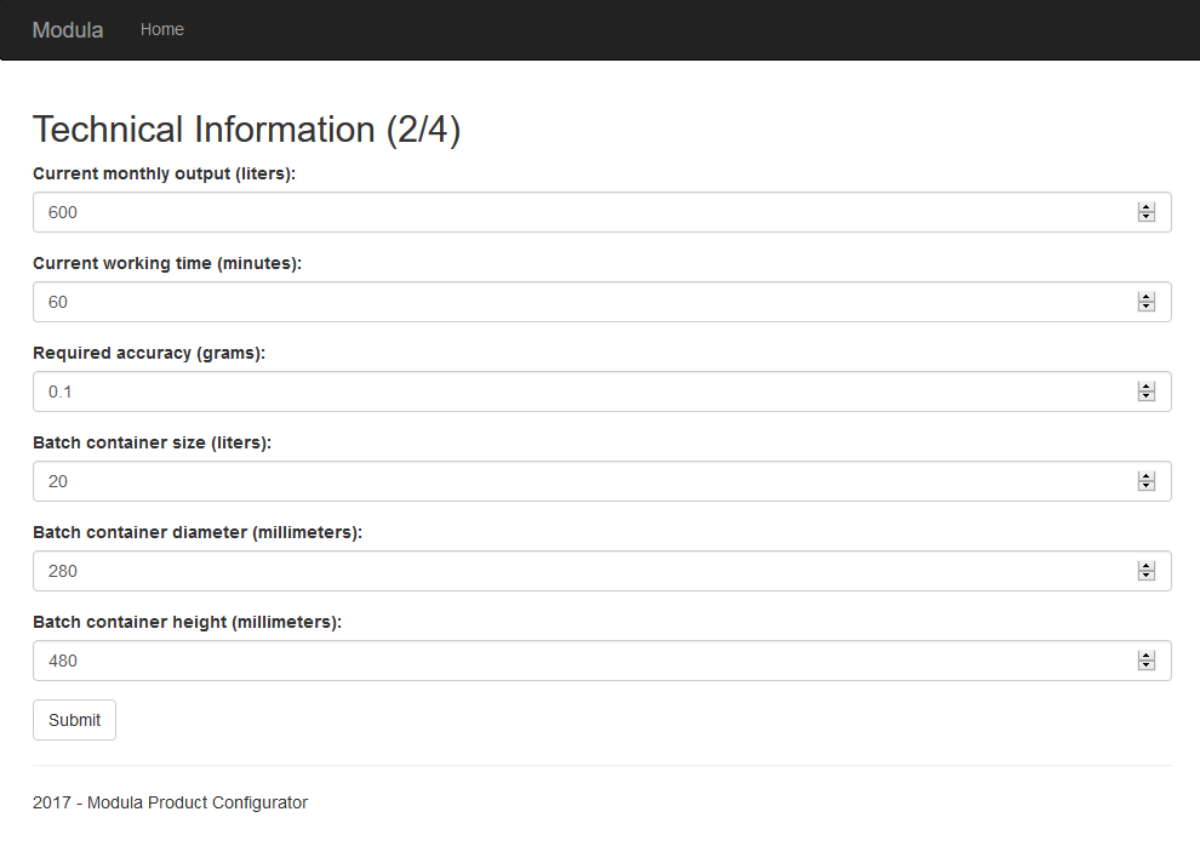 Modula Home
Technical Information (2/4)
Current monthly output (liters):
600
Current working time (minutes):
60
Required accuracy (grams):
0.1
Batch container size (liters):
20
Batch container diameter (millimeters):
280
Batch container height (millimeters):
480
Submit
2017 - Modula Product Configurator